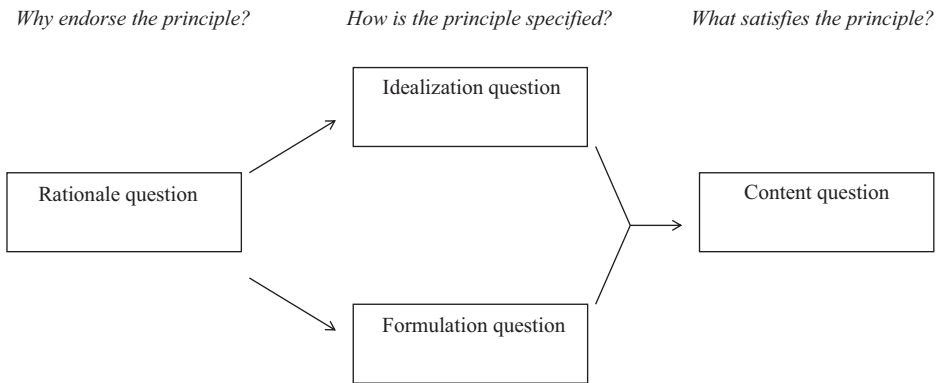 Why endorse the principle?
How is the principle specified?
What satisfies the principle?
Idealization question
Rationale question
Content question
Formulation question